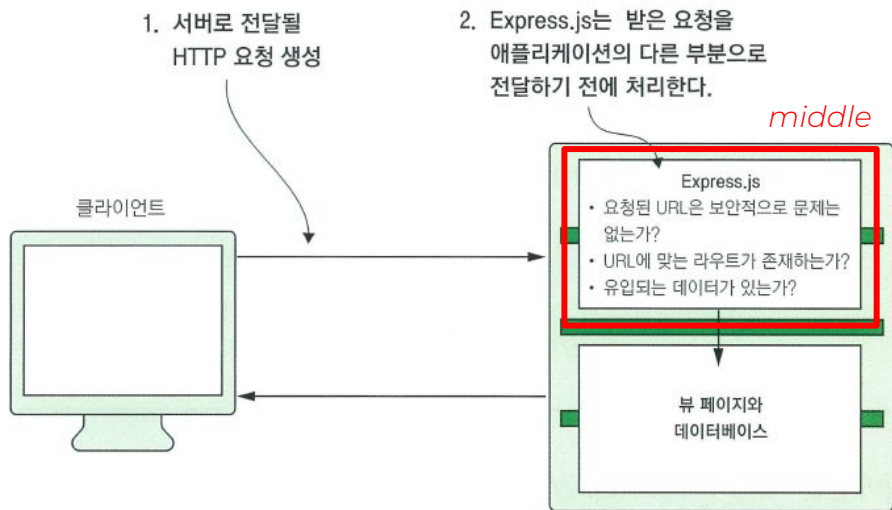 1. 서버로 전달될
HTTP 요청 생성
2. Express.js는 받은 요청을
애플리케이션의 다른 부분으로
전달하기 전에 처리한다.
middle
클라이언트
Express.js
• 요청된 URL은 보안적으로 문제는
없는가?
• URL에 맞는 라우트가 존재하는가?
• 유입되는 데이터가 있는가?
뷰 페이지와
데이터베이스